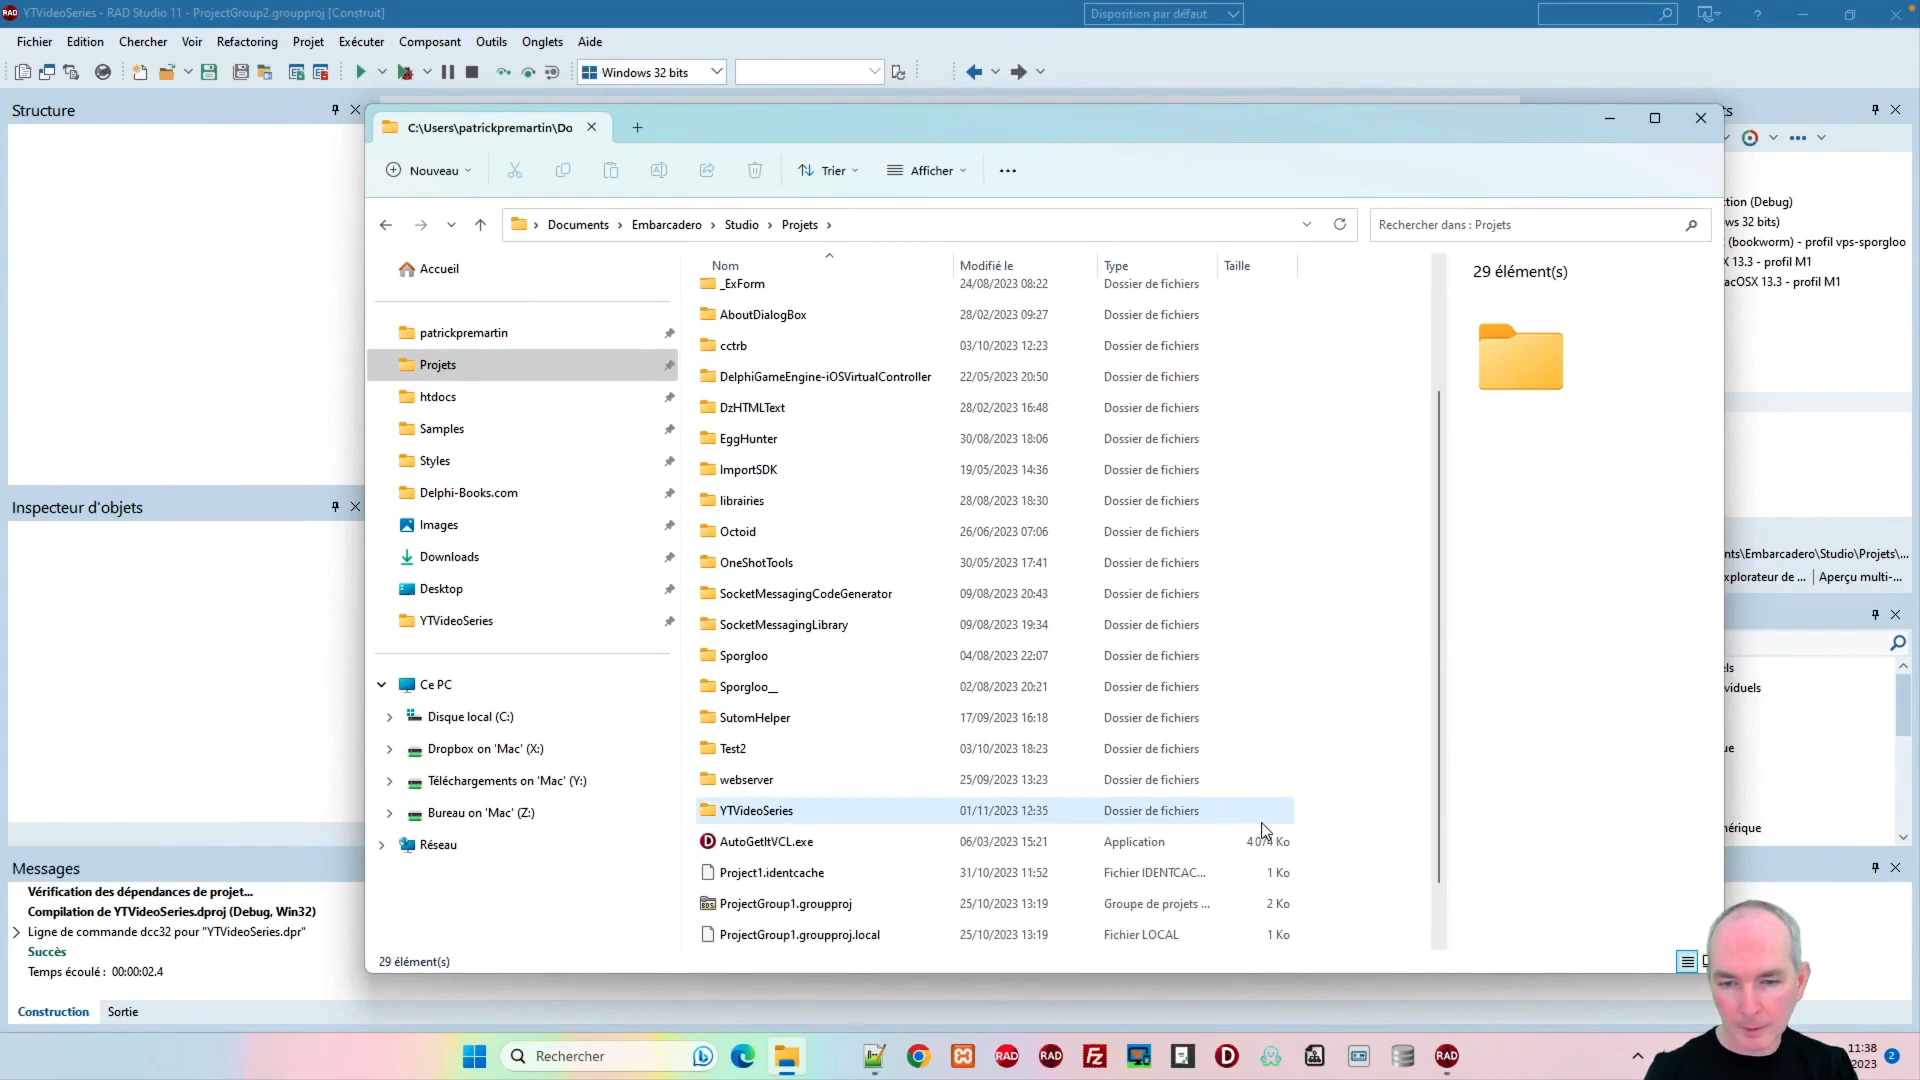 YTVideoSeries - RAD Studio 11 - ProjectGroup2.groupproj [Construit]
Disposition par défaut
Fichier Edition Chercher Voir Refactoring Projet Exécuter Composant Outils Onglets Aide
Windows 32 bits
Structure
C:\Users\patrickpremartin\Do
Nouveau Trier Afficher
Documents Embarcadero Studio Projets
Rechercher dans : Projets
Accueil
patrickpremartin
Projets
htdocs
Samples
Styles
Delphi-Books.com
Images
Downloads
Desktop
YTVideoSeries
Ce PC
Disque local (C:)
Dropbox on 'Mac' (X:)
Téléchargements on 'Mac' (Y:)
Bureau on 'Mac' (Z:)
Réseau
Nom Modifié le Type Taille
_ExForm 24/08/2023 08:22 Dossier de fichiers
AboutDialogBox 28/02/2023 09:27 Dossier de fichiers
cctrb 03/10/2023 12:23 Dossier de fichiers
DelphiGameEngine-iOSVirtualController 22/05/2023 20:50 Dossier de fichiers
DzHTMLText 28/02/2023 16:48 Dossier de fichiers
EggHunter 30/08/2023 18:06 Dossier de fichiers
ImportSDK 19/05/2023 14:36 Dossier de fichiers
librairies 28/08/2023 18:30 Dossier de fichiers
Octoid 26/06/2023 07:06 Dossier de fichiers
OneShotTools 30/05/2023 17:41 Dossier de fichiers
SocketMessagingCodeGenerator 09/08/2023 20:43 Dossier de fichiers
SocketMessagingLibrary 09/08/2023 19:34 Dossier de fichiers
Sporgloo 04/08/2023 22:07 Dossier de fichiers
Sporgloo__ 02/08/2023 20:21 Dossier de fichiers
SutomHelper 17/09/2023 16:18 Dossier de fichiers
Test2 03/10/2023 18:23 Dossier de fichiers
webserver 25/09/2023 13:23 Dossier de fichiers
YTVideoSeries 01/11/2023 12:35 Dossier de fichiers
AutoGetItVCL.exe 06/03/2023 15:21 Application 4 074 Ko
Project1.identcache 31/10/2023 11:52 Fichier IDENTCAC... 1 Ko
ProjectGroup1.groupproj 25/10/2023 13:19 Groupe de projets ... 2 Ko
ProjectGroup1.groupproj.local 25/10/2023 13:19 Fichier LOCAL 1 Ko
29 élément(s)
29 élément(s)
ts
tion (Debug)
ws 32 bits)
(bookworm) - profil vps-sporgloo
13.3 - profil M1
acOSX 13.3 - profil M1
nts\Embarcadero\Studio\Projets\...
xplorateur de ... Aperçu multi-...
els
viduels
ue
nérique
Inspecteur d'objets
Messages
Vérification des dépendances de projet...
Compilation de YTVideoSeries.dproj (Debug, Win32)
Ligne de commande dcc32 pour "YTVideoSeries.dpr"
Succès
Temps écoulé : 00:00:02.4
Construction Sortie
Rechercher
RAD RAD RAD
11:38
2023
2